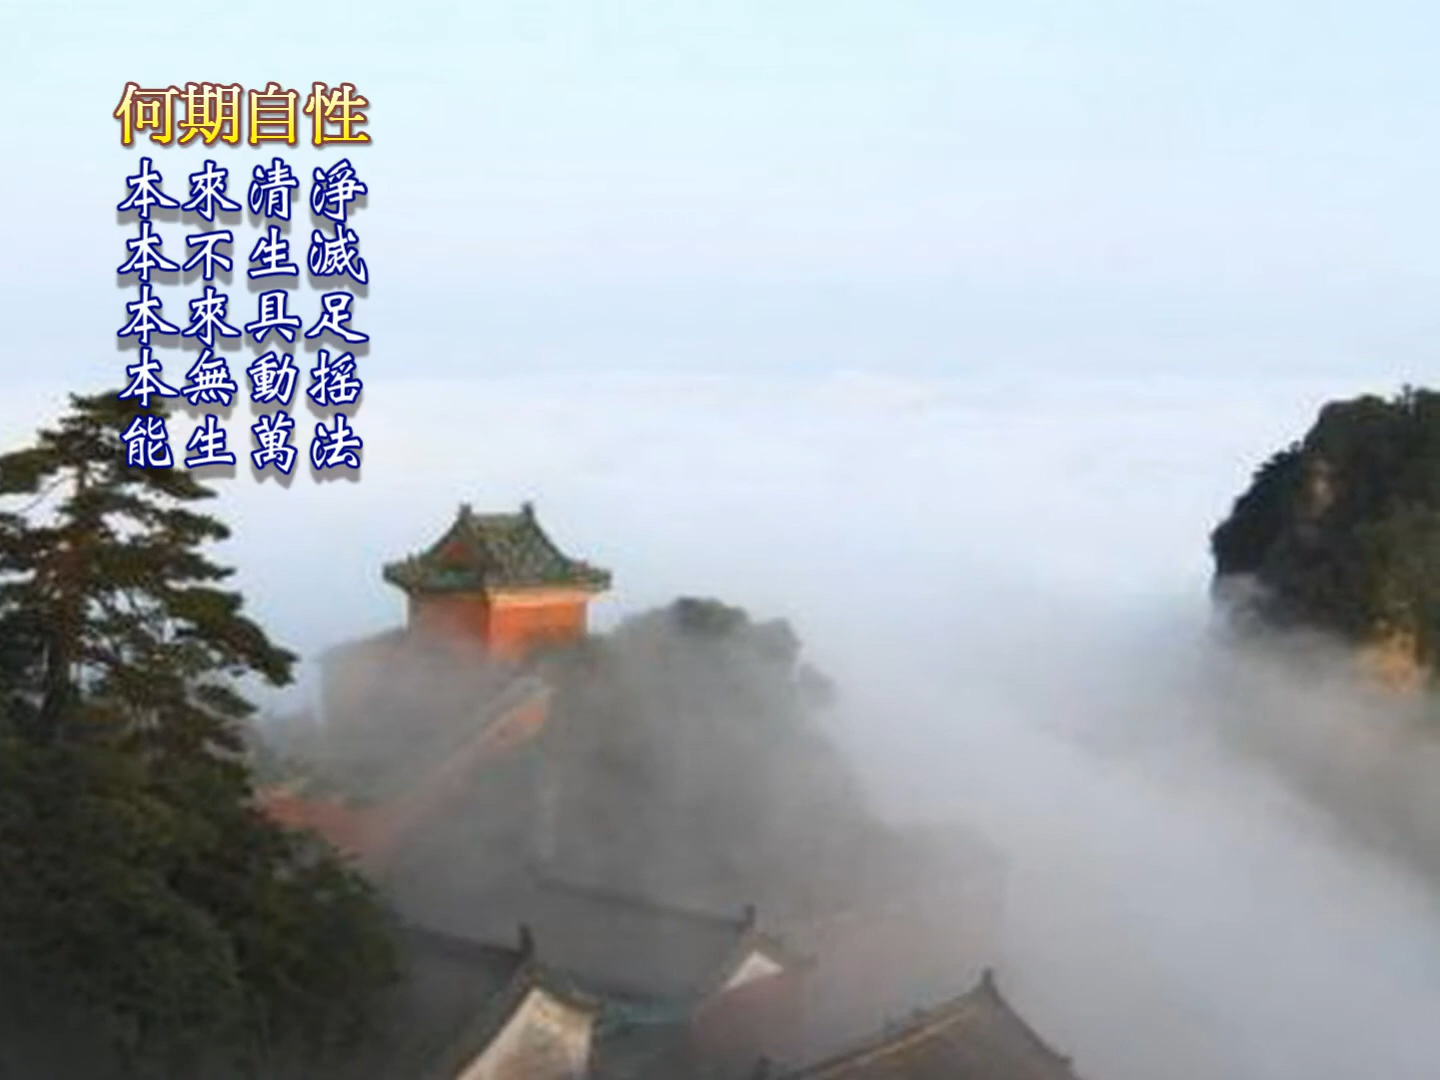 何期自性
本來清淨
本不生滅
本來具足
本無動搖
能生萬法